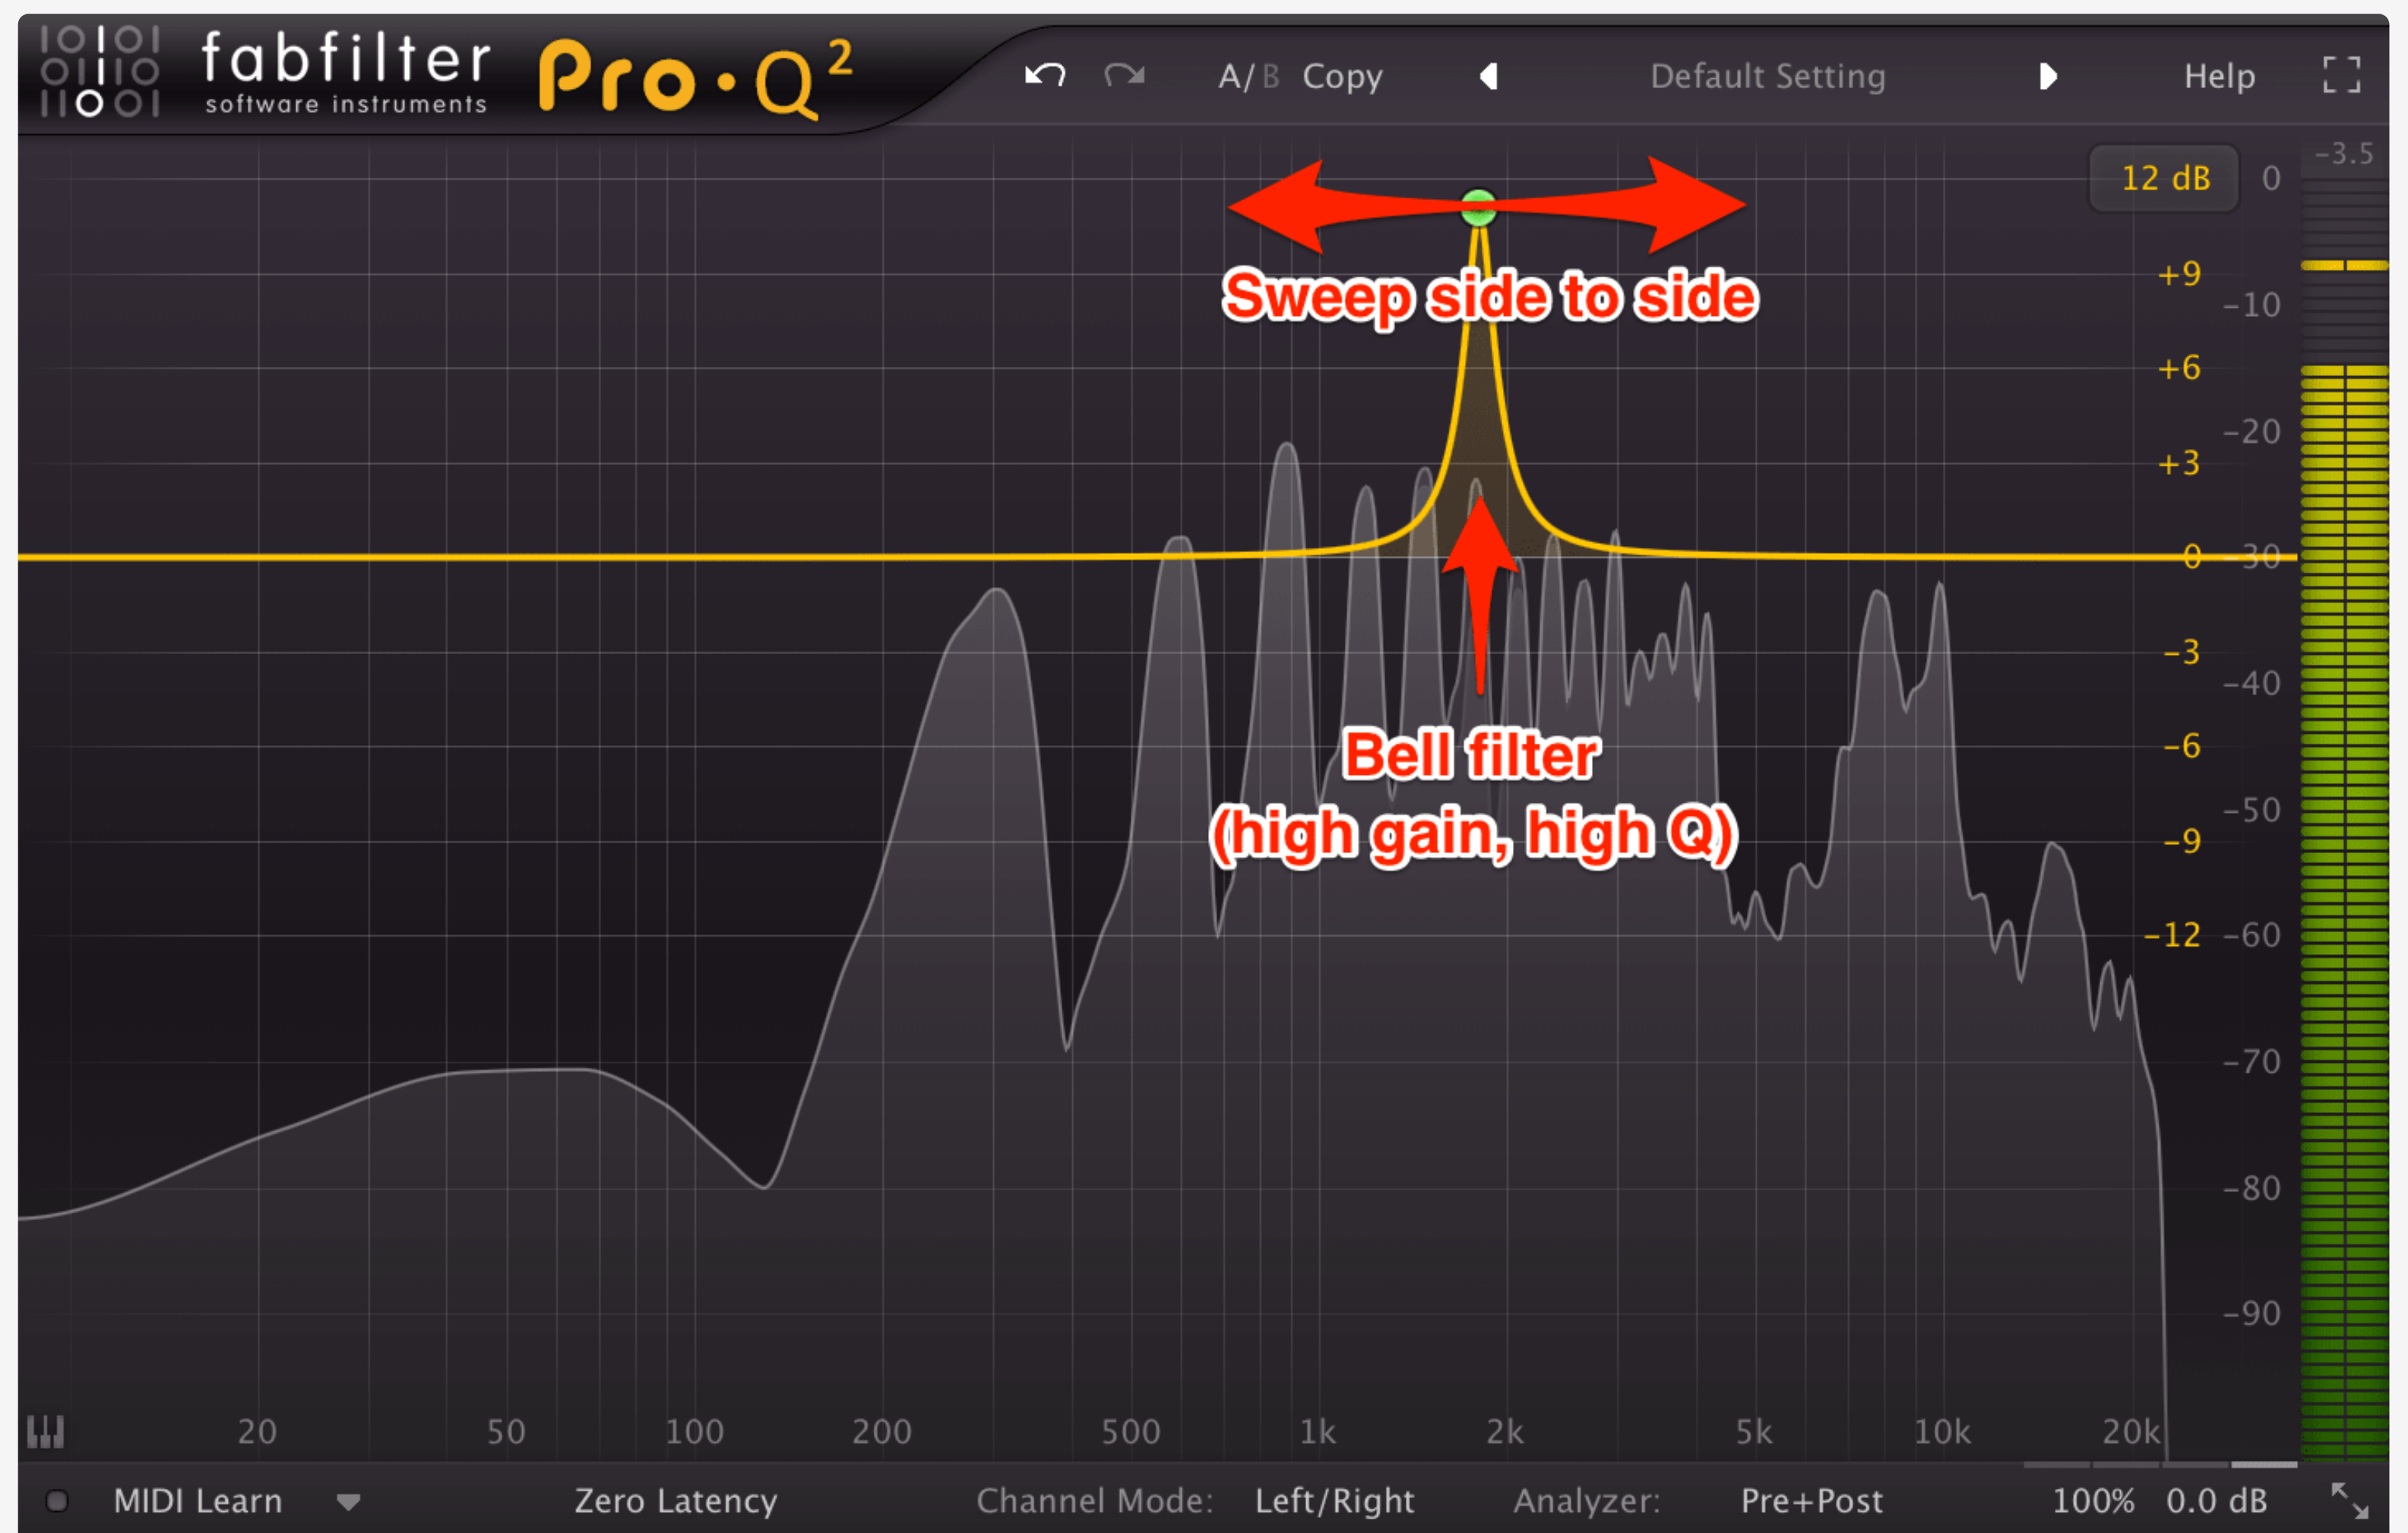 fabfilter
software instruments
Pro·Q²
A/B Copy
Default Setting
Help
12 dB
0
-3.5
+9
-10
+6
-20
+3
0
-30
-3
-40
-6
-50
-9
-12
-60
-70
-80
-90
Sweep side to side
Bell filter
(high gain, high Q)
20 50 100 200 500 1k 2k 5k 10k 20k
MIDI Learn
Zero Latency
Channel Mode: Left/Right
Analyzer: Pre+Post
100% 0.0 dB